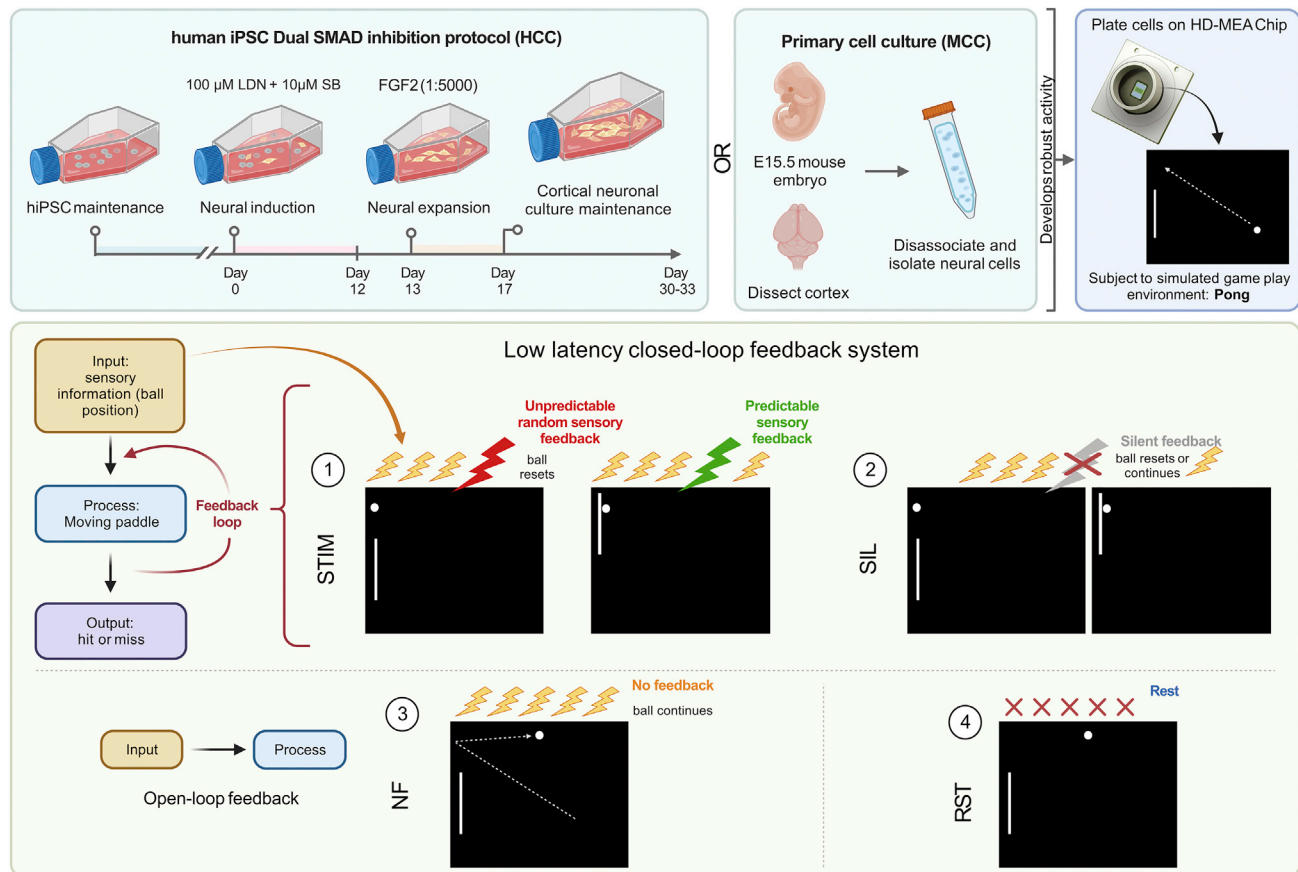 human iPSC Dual SMAD inhibition protocol (HCC)
100 µM LDN + 10µM SB
FGF2 (1:5000)
hiPSC maintenance
Neural induction
Neural expansion
Cortical neuronal
culture maintenance
Day
0
Day
12
Day
13
Day
17
Day
30-33
OR
Primary cell culture (MCC)
E15.5 mouse
embryo
Dissect cortex
Disassociate and
isolate neural cells
Develops robust activity
Plate cells on HD-MEA Chip
Subject to simulated game play
environment: Pong
Low latency closed-loop feedback system
Input:
sensory
information (ball
position)
Process:
Moving paddle
Output:
hit or miss
Feedback
loop
1
STIM
Unpredictable
random sensory
feedback
ball
resets
Predictable
sensory
feedback
2
SIL
Silent feedback
ball resets or
continues
Input
Process
Open-loop feedback
3
NF
No feedback
ball continues
4
RST
Rest